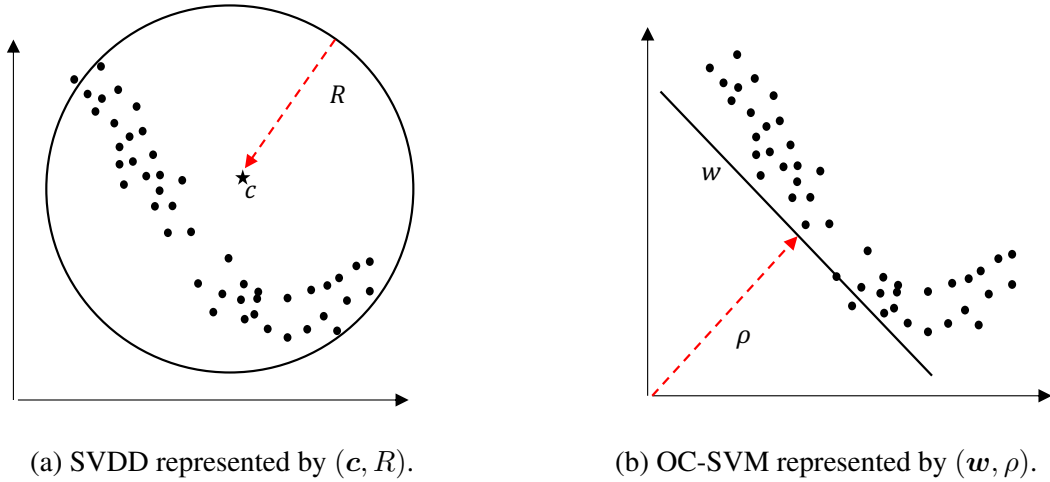 R
c
w
ρ
(a) SVDD represented by (c, R).
(b) OC-SVM represented by (w, ρ).